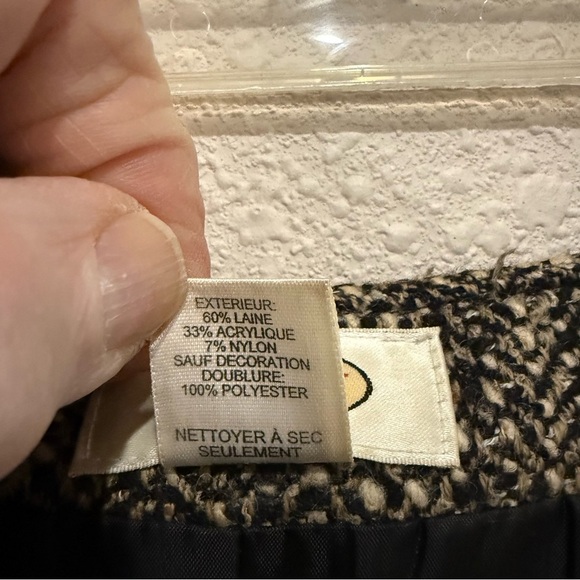 EXTERIEUR:
60% LAINE
33% ACRYLIQUE
7% NYLON
SAUF DECORATION
DOUBLURE:
100% POLYESTER
NETTOYER À SEC
SEULEMENT